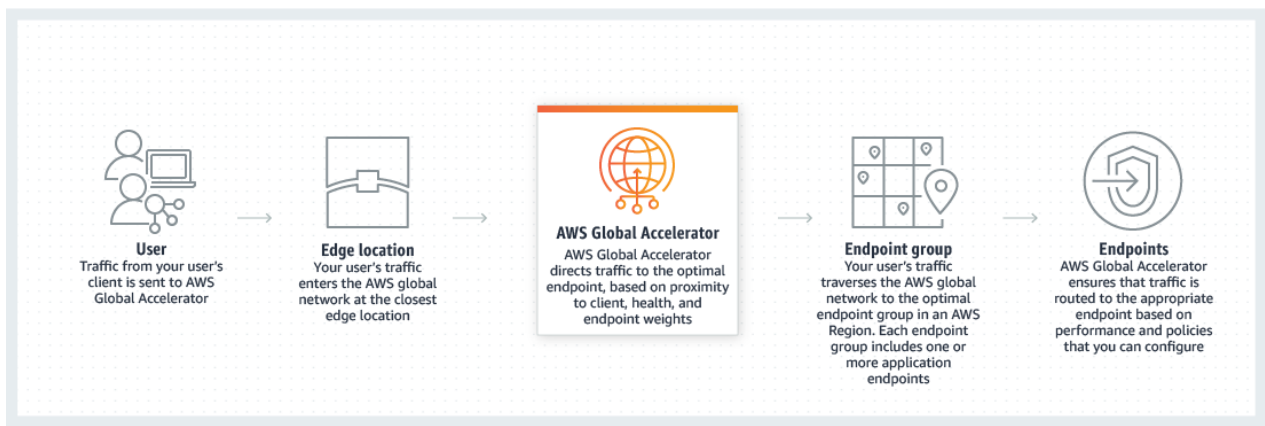 User
Traffic from your user's
client is sent to AWS
Global Accelerator
Edge location
Your user's traffic
enters the AWS global
network at the closest
edge location
AWS Global Accelerator
AWS Global Accelerator
directs traffic to the optimal
endpoint, based on proximity
to client, health, and
endpoint weights
Endpoint group
Your user's traffic
traverses the AWS global
network to the optimal
endpoint group in an AWS
Region. Each endpoint
group includes one or
more application
endpoints
Endpoints
AWS Global Accelerator
ensures that traffic is
routed to the appropriate
endpoint based on
performance and policies
that you can configure